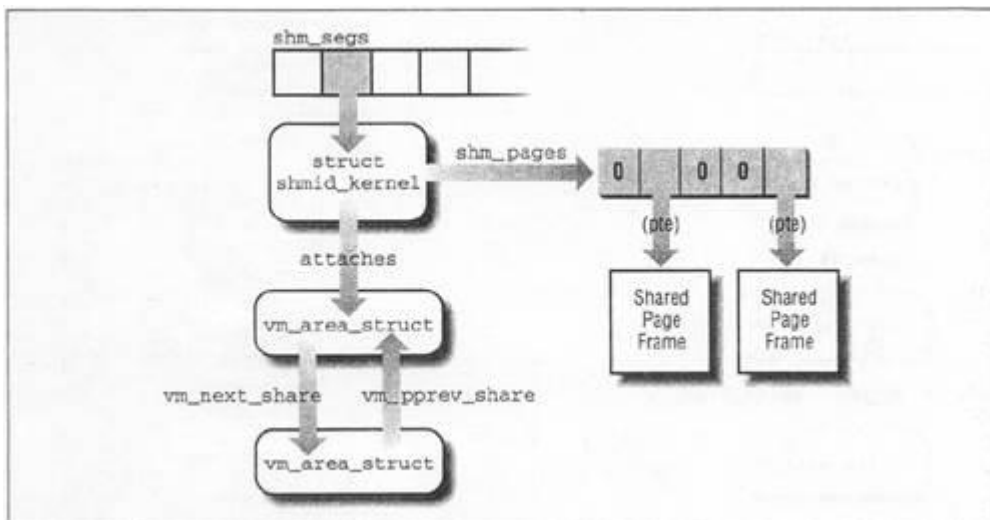 shm_segs
struct
shmid_kernel
shm_pages
0 0 0
(pte) (pte)
attaches
Shared
Page
Frame
Shared
Page
Frame
vm_area_struct
vm_next_share vm_pprev_share
vm_area_struct